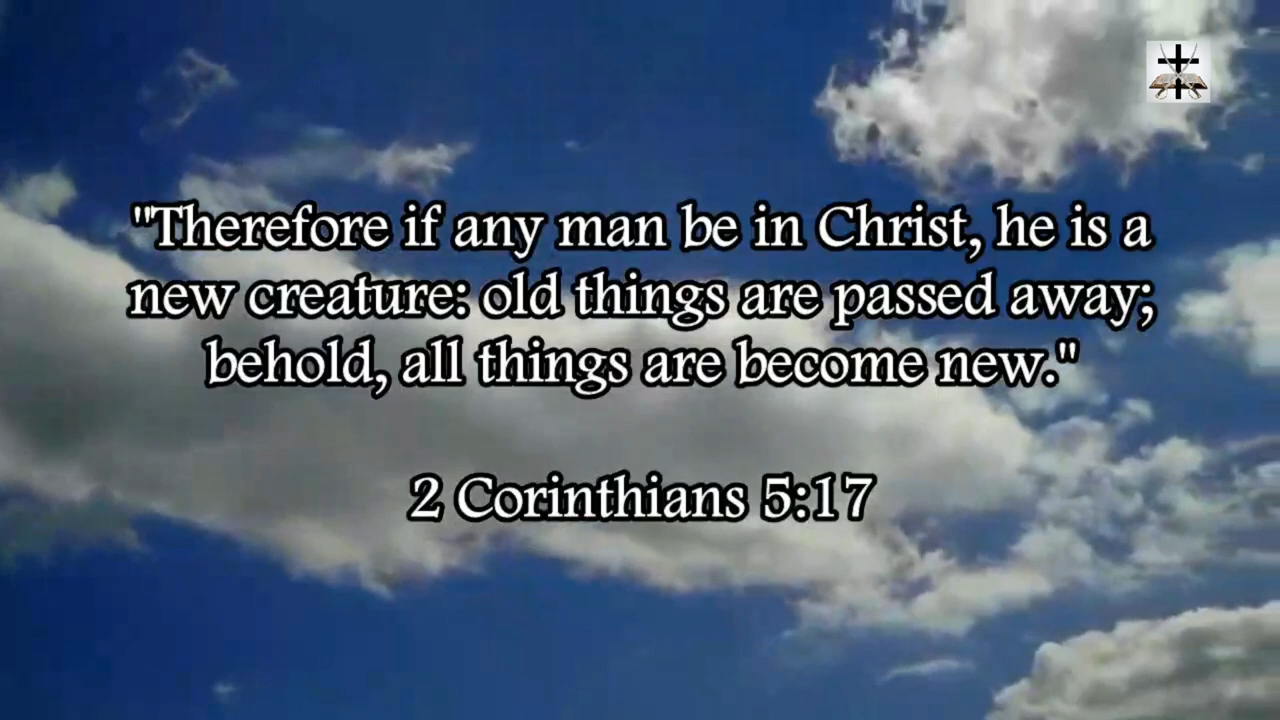 "Therefore if any man be in Christ, he is a
new creature: old things are passed away;
behold, all things are become new."
2 Corinthians 5:17